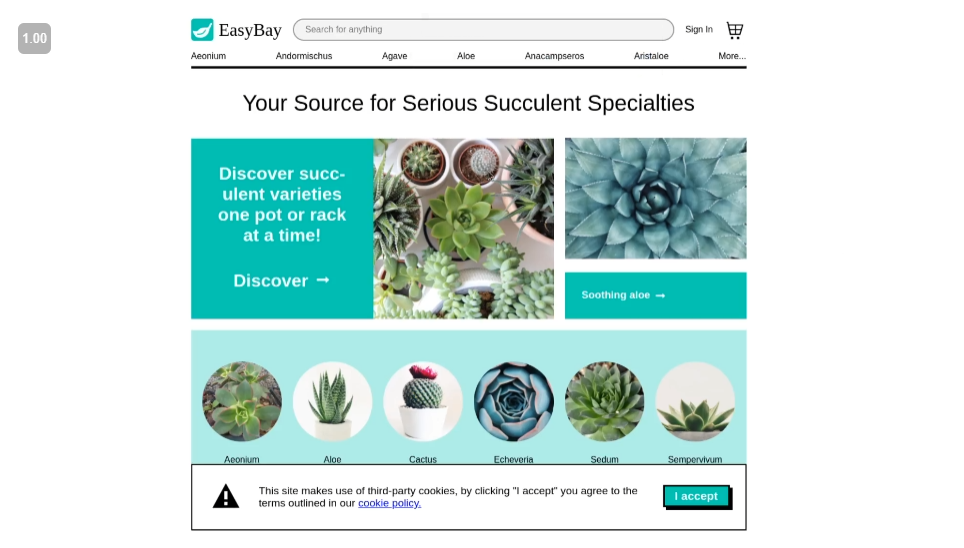 1.00
EasyBay
Search for anything
Sign In
Aeonium
Andormischus
Agave
Aloe
Anacampseros
Aristaloe
More...
Your Source for Serious Succulent Specialties
Discover succ-
ulent varieties
one pot or rack
at a time!
Discover →
Soothing aloe →
Aeonium
Aloe
Cactus
Echeveria
Sedum
Sempervivum
This site makes use of third-party cookies, by clicking "I accept" you agree to the
terms outlined in our cookie policy.
I accept